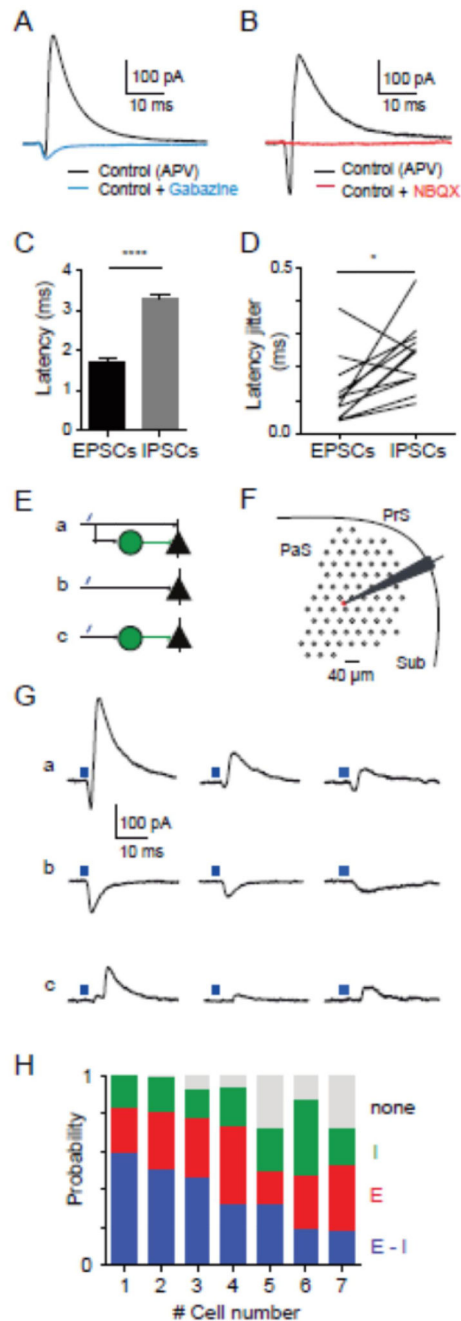 A
B
100 pA
10 ms
100 pA
10 ms
Control (APV)
Control + Gabazine
Control (APV)
Control + NBQX
C
D
****
*
Latency (ms)
4
3
2
1
0
EPSCs IPSCs
Latency jitter
(ms)
0.5
0.0
EPSCs IPSCs
E
F
a
b
c
PrS
PaS
Sub
40 µm
G
a
100 pA
10 ms
b
c
H
Probability
1
0
none
I
E
E - I
1 2 3 4 5 6 7
# Cell number